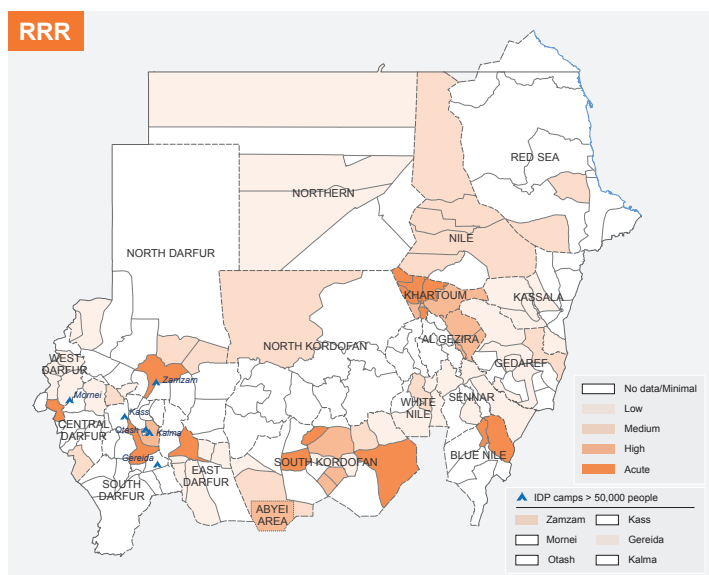 RRR
RED SEA
NORTHERN
NILE
NORTH DARFUR
KHARTOUM
KASSALA
NORTH KORDOFAN
AL GEZIRA
GEDAREF
WEST
DARFUR
Zamzam
Mornei
Kass
CENTRAL
DARFUR
Otash
Kalma
Gereida
WHITE
NILE
SENNAR
SOUTH KORDOFAN
BLUE NILE
EAST
DARFUR
SOUTH
DARFUR
ABYEI
AREA
No data/Minimal
Low
Medium
High
Acute
IDP camps > 50,000 people
Zamzam
Kass
Mornei
Gereida
Otash
Kalma